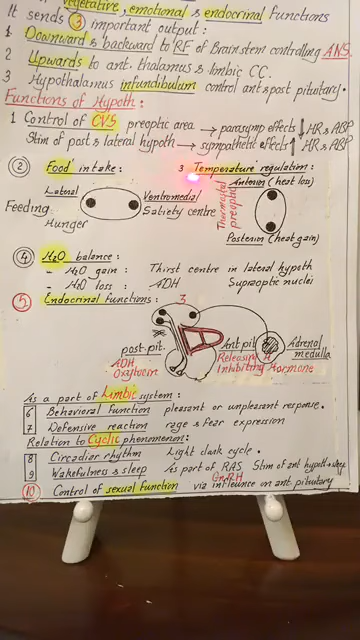 vegetative, emotional & endocrinal functions
It sends ③ important output:
1 Downward & backward to RF of Brainstem controlling ANS.
2 Upwards to ant. thalamus & limbic CC.
3 Hypothalamus infundibulum control ant & post pituitary.
Functions of Hypoth:
1 Control of CVS preoptic area → parasymp effects ↓ HR & ABP
Stim of post & lateral hypoth → sympathetic effects ↑ HR & ABP
② Food intake:
Lateral
Feeding
Hunger
Ventromedial
Satiety centre
3 Temperature regulation:
Anterior (heat loss)
preoptic
Posterior (heat gain)
④ H₂O balance:
- H₂O gain: Thirst centre in lateral hypoth
- H₂O loss: ADH Supraoptic nuclei
⑤ Endocrinal functions:
3
post pit.
ADH
Oxytocin
Ant pit
Releasing &
Inhibiting Hormone
Adrenal
medulla
As a part of Limbic system:
6 Behavioral function pleasant or unpleasant response.
7 Defensive reaction rage & fear expression
Relation to Cyclic phenomenon:
8 Circadian rhythm Light dark cycle.
9 Wakefulness & sleep As part of RAS Stim of ant hypoth →
GnRH
⑩ Control of sexual function via influence on ant. pituitary